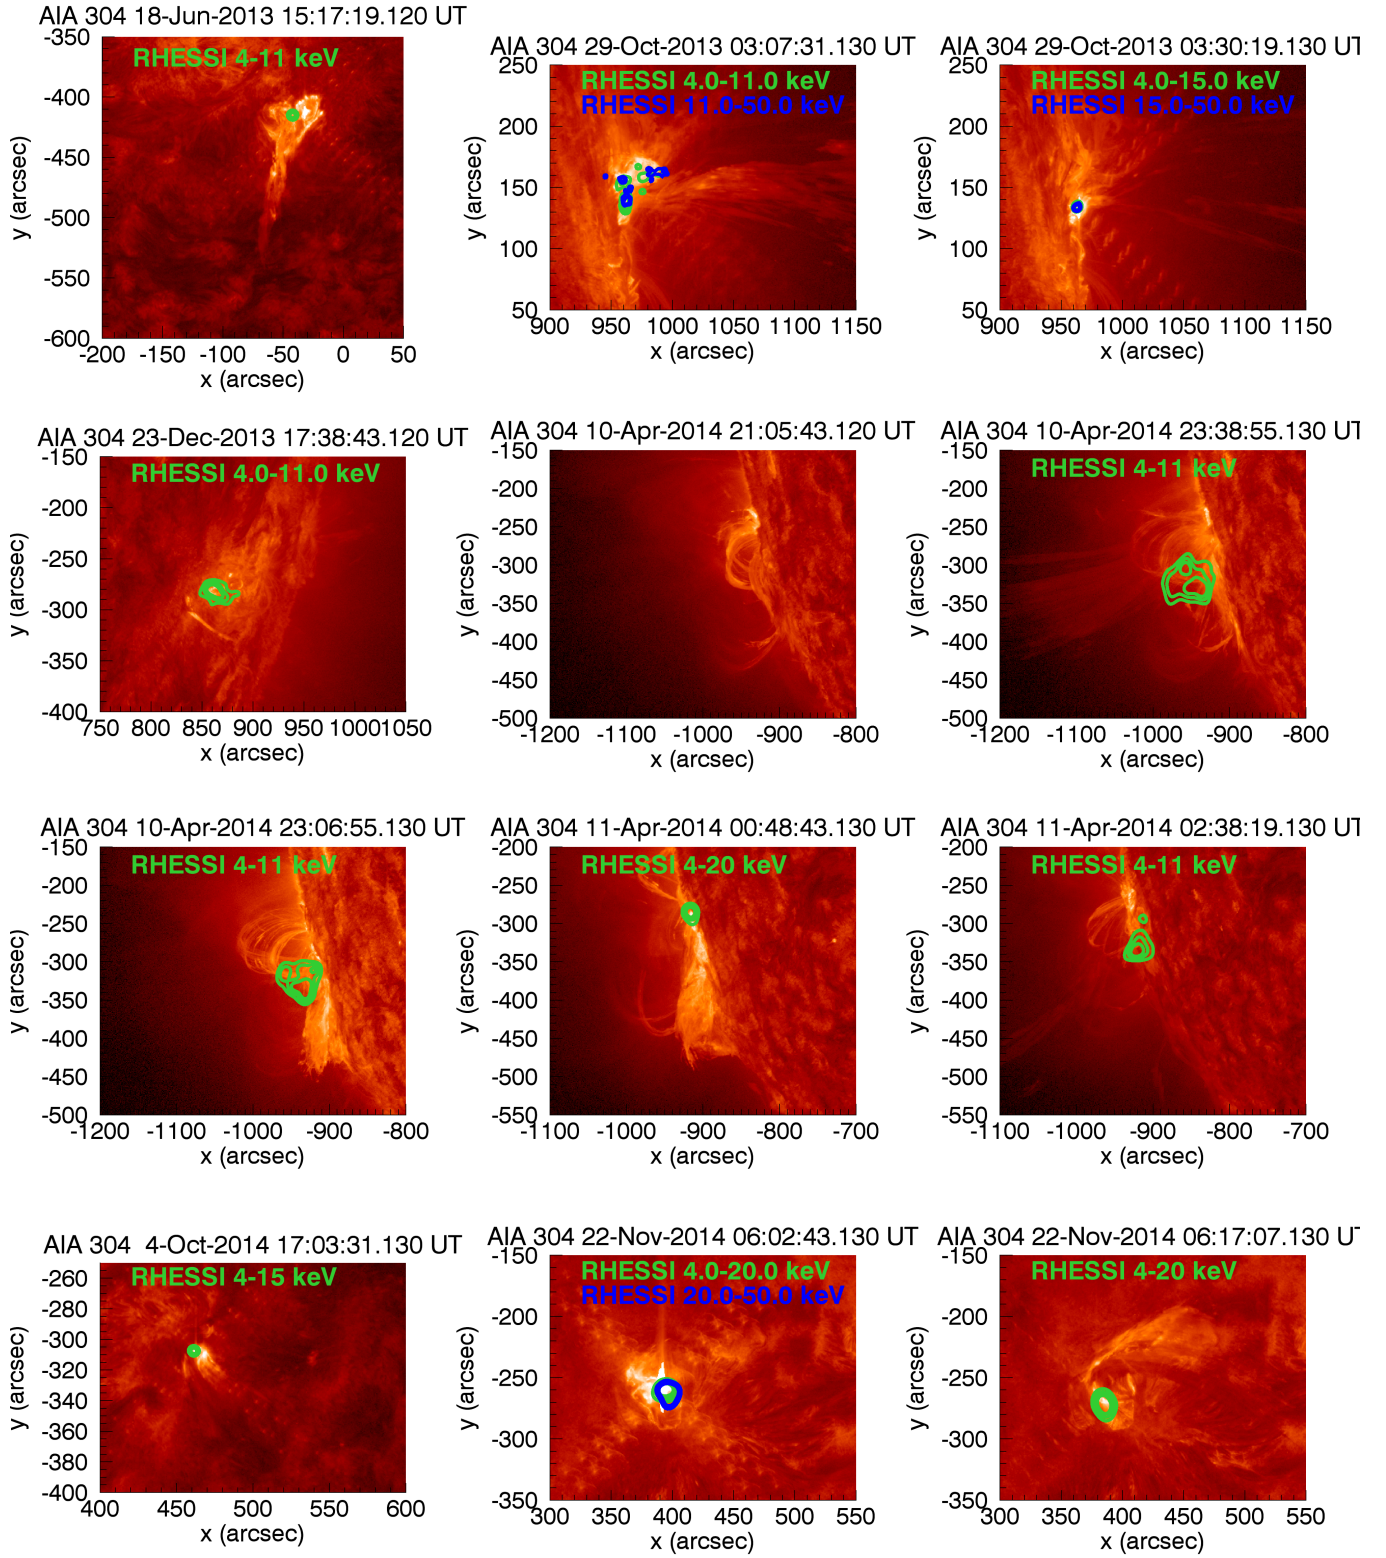 AIA 304 18-Jun-2013 15:17:19.120 UT
RHESSI 4-11 keV
-350
-400
-450
-500
-550
-600
y (arcsec)
-200 -150 -100 -50 0 50
x (arcsec)
AIA 304 29-Oct-2013 03:07:31.130 UT
RHESSI 4.0-11.0 keV
RHESSI 11.0-50.0 keV
250
200
150
100
50
y (arcsec)
900 950 1000 1050 1100 1150
x (arcsec)
AIA 304 29-Oct-2013 03:30:19.130 UT
RHESSI 4.0-15.0 keV
RHESSI 15.0-50.0 keV
250
200
150
100
50
y (arcsec)
900 950 1000 1050 1100 1150
x (arcsec)
AIA 304 23-Dec-2013 17:38:43.120 UT
RHESSI 4.0-11.0 keV
-150
-200
-250
-300
-350
-400
y (arcsec)
750 800 850 900 950 1000 1050
x (arcsec)
AIA 304 10-Apr-2014 21:05:43.120 UT
-150
-200
-250
-300
-350
-400
-450
-500
y (arcsec)
-1200 -1100 -1000 -900 -800
x (arcsec)
AIA 304 10-Apr-2014 23:38:55.130 UT
RHESSI 4-11 keV
-150
-200
-250
-300
-350
-400
-450
-500
y (arcsec)
-1200 -1100 -1000 -900 -800
x (arcsec)
AIA 304 10-Apr-2014 23:06:55.130 UT
RHESSI 4-11 keV
-150
-200
-250
-300
-350
-400
-450
-500
y (arcsec)
-1200 -1100 -1000 -900 -800
x (arcsec)
AIA 304 11-Apr-2014 00:48:43.130 UT
RHESSI 4-20 keV
-200
-250
-300
-350
-400
-450
-500
-550
y (arcsec)
-1100 -1000 -900 -800 -700
x (arcsec)
AIA 304 11-Apr-2014 02:38:19.130 UT
RHESSI 4-11 keV
-200
-250
-300
-350
-400
-450
-500
-550
y (arcsec)
-1100 -1000 -900 -800 -700
x (arcsec)
AIA 304 4-Oct-2014 17:03:31.130 UT
RHESSI 4-15 keV
-260
-280
-300
-320
-340
-360
-380
-400
y (arcsec)
400 450 500 550 600
x (arcsec)
AIA 304 22-Nov-2014 06:02:43.130 UT
RHESSI 4.0-20.0 keV
RHESSI 20.0-50.0 keV
-150
-200
-250
-300
-350
y (arcsec)
300 350 400 450 500 550
x (arcsec)
AIA 304 22-Nov-2014 06:17:07.130 UT
RHESSI 4-20 keV
-150
-200
-250
-300
-350
y (arcsec)
300 350 400 450 500 550
x (arcsec)